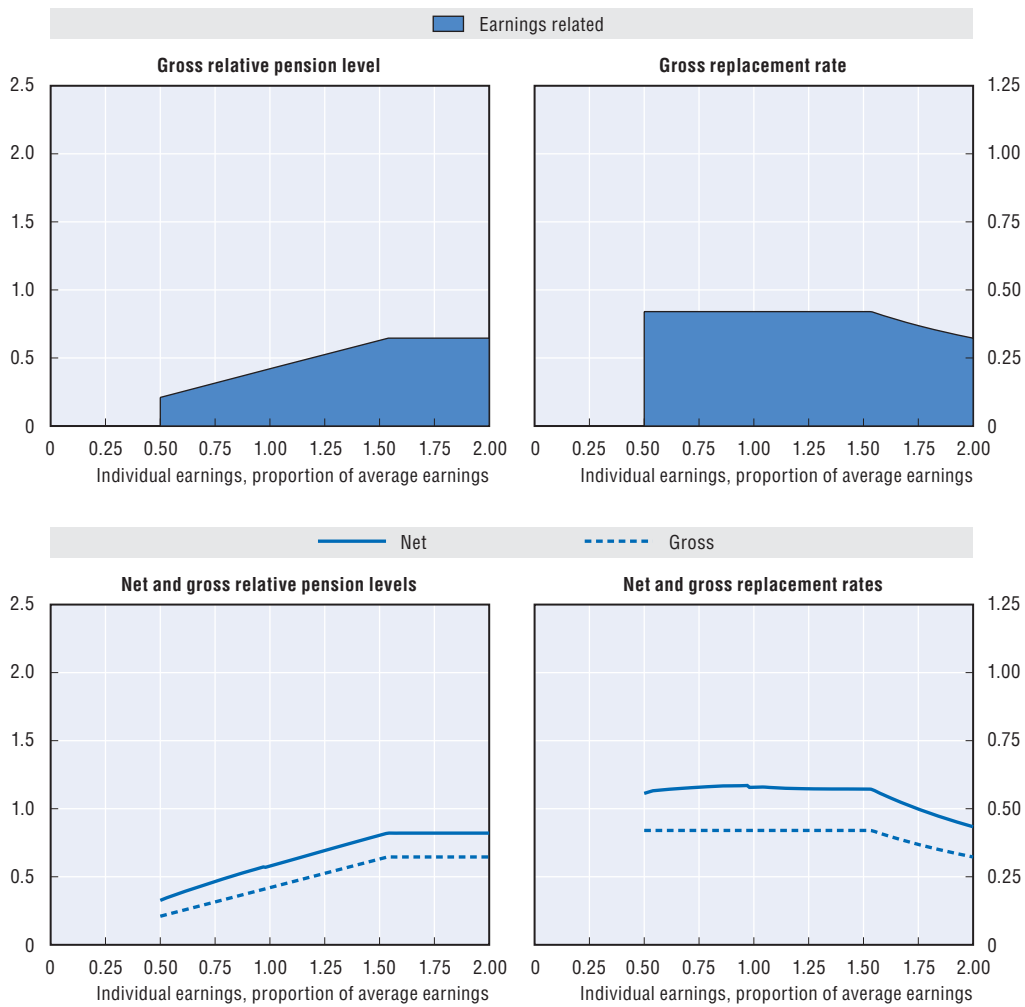 Earnings related
Gross relative pension level
Gross replacement rate
2.5
2.0
1.5
1.0
0.5
0
1.25
1.00
0.75
0.50
0.25
0
0 0.25 0.50 0.75 1.00 1.25 1.50 1.75 2.00
0 0.25 0.50 0.75 1.00 1.25 1.50 1.75 2.00
Individual earnings, proportion of average earnings
Individual earnings, proportion of average earnings
Net Gross
Net and gross relative pension levels
Net and gross replacement rates
2.5
2.0
1.5
1.0
0.5
0
1.25
1.00
0.75
0.50
0.25
0
0 0.25 0.50 0.75 1.00 1.25 1.50 1.75 2.00
0 0.25 0.50 0.75 1.00 1.25 1.50 1.75 2.00
Individual earnings, proportion of average earnings
Individual earnings, proportion of average earnings